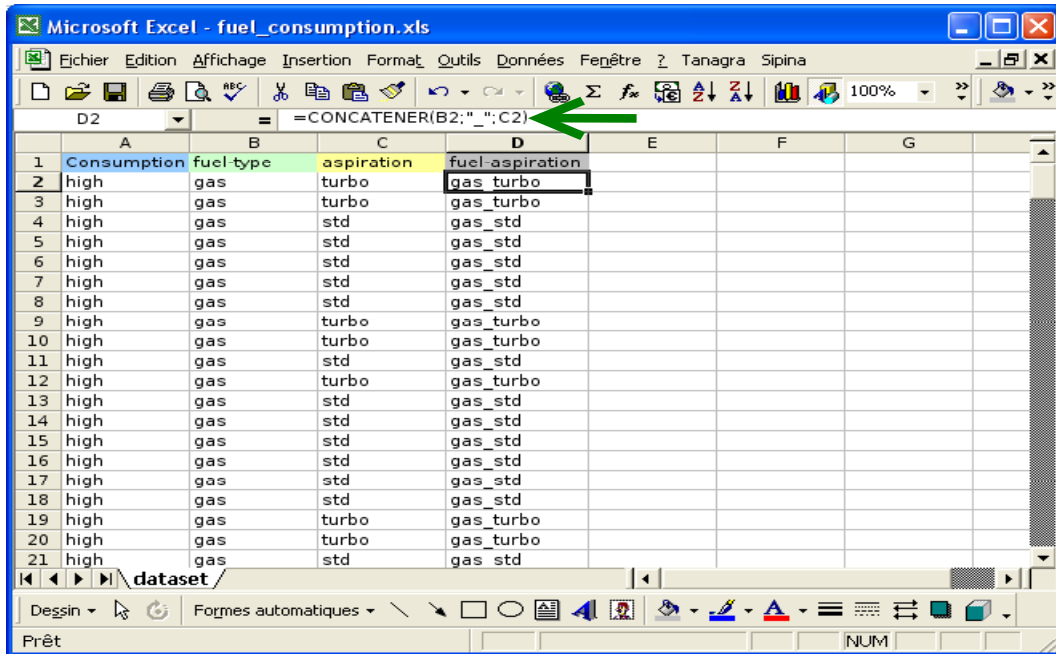 Microsoft Excel - fuel_consumption.xls
Fichier Edition Affichage Insertion Format Outils Données Fenêtre ? Tanagra Sipina
100%
D2 = =CONCATENER(B2;"_";C2)
A B C D E F G
1 Consumption fuel-type aspiration fuel-aspiration
2 high gas turbo gas_turbo
3 high gas turbo gas_turbo
4 high gas std gas_std
5 high gas std gas_std
6 high gas std gas_std
7 high gas std gas_std
8 high gas std gas_std
9 high gas turbo gas_turbo
10 high gas turbo gas_turbo
11 high gas std gas_std
12 high gas turbo gas_turbo
13 high gas std gas_std
14 high gas std gas_std
15 high gas std gas_std
16 high gas std gas_std
17 high gas std gas_std
18 high gas std gas_std
19 high gas turbo gas_turbo
20 high gas turbo gas_turbo
21 high gas std gas_std
dataset
Dessin Formes automatiques
Prêt NUM